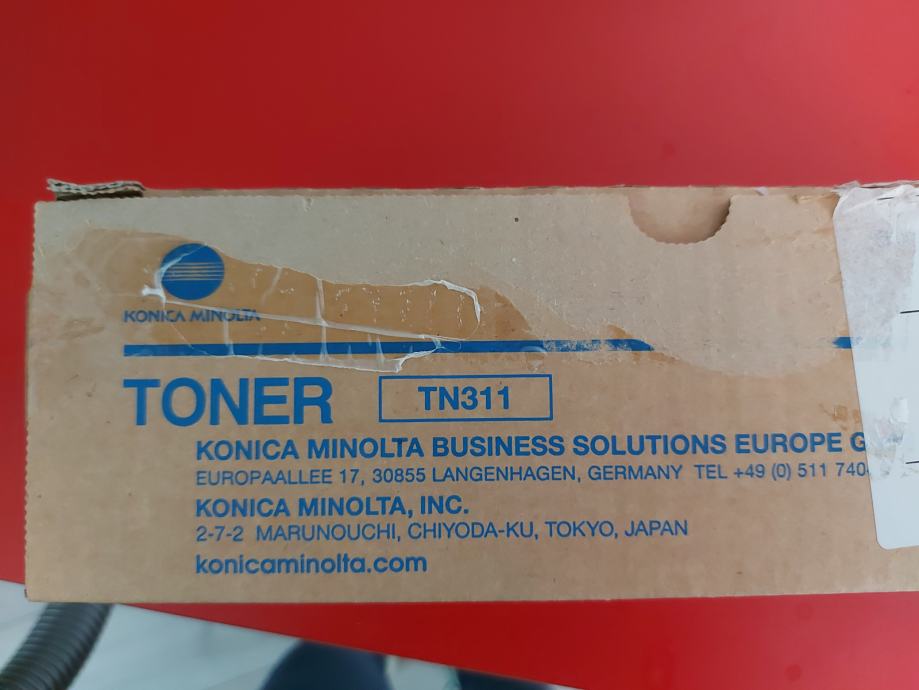 KONICA MINOLTA
TONER TN311
KONICA MINOLTA BUSINESS SOLUTIONS EUROPE G
EUROPAALLEE 17, 30855 LANGENHAGEN, GERMANY TEL +49 (0) 511 740
KONICA MINOLTA, INC.
2-7-2 MARUNOUCHI, CHIYODA-KU, TOKYO, JAPAN
konicaminolta.com